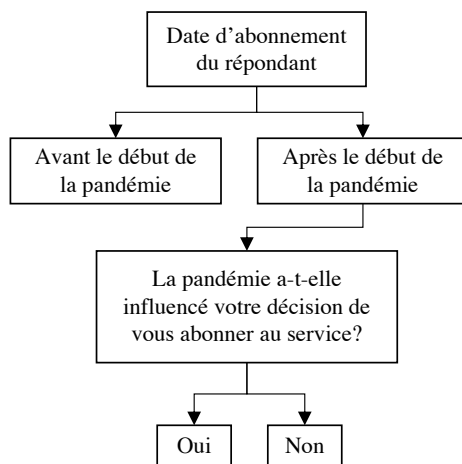 Date d'abonnement
du répondant
Avant le début de
la pandémie
Après le début de
la pandémie
La pandémie a-t-elle
influencé votre décision de
vous abonner au service?
Oui
Non